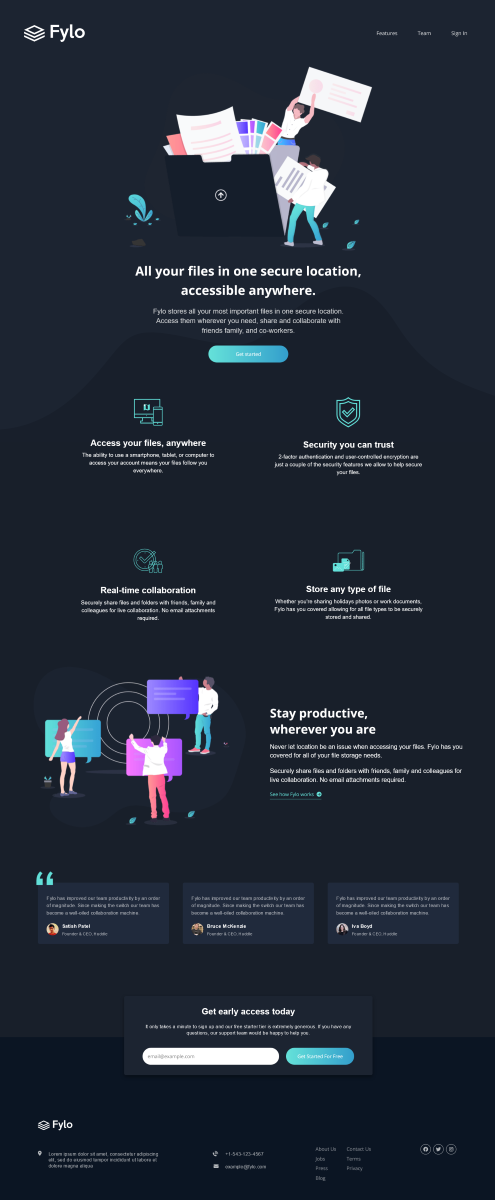 Fylo
Features Team Sign In
All your files in one secure location,
accessible anywhere.
Fylo stores all your most important files in one secure location.
Access them wherever you need, share and collaborate with
friends family, and co-workers.
Get started
Access your files, anywhere
The ability to use a smartphone, tablet, or computer to
access your account means your files follow you
everywhere.
Security you can trust
2-factor authentication and user-controlled encryption are
just a couple of the security features we allow to help secure
your files.
Real-time collaboration
Securely share files and folders with friends, family and
colleagues for live collaboration. No email attachments
required.
Store any type of file
Whether you're sharing holidays photos or work documents,
Fylo has you covered allowing for all file types to be securely
stored and shared.
Stay productive,
wherever you are
Never let location be an issue when accessing your files. Fylo has you
covered for all of your file storage needs.
Securely share files and folders with friends, family and colleagues for
live collaboration. No email attachments required.
See how Fylo works
Fylo has improved our team productivity by an order
of magnitude. Since making the switch our team has
become a well-oiled collaboration machine.
Satish Patel
Founder & CEO, Huddle
Fylo has improved our team productivity by an order
of magnitude. Since making the switch our team has
become a well-oiled collaboration machine.
Bruce McKenzie
Founder & CEO, Huddle
Fylo has improved our team productivity by an order
of magnitude. Since making the switch our team has
become a well-oiled collaboration machine.
Iva Boyd
Founder & CEO, Huddle
Get early access today
It only takes a minute to sign up and our free starter tier is extremely generous. If you have any
questions, our support team would be happy to help you.
email@example.com
Get Started For Free
Fylo
Lorem ipsum dolor sit amet, consectetur adipiscing
elit, sed do eiusmod tempor incididunt ut labore et
dolore magna aliqua
+1-543-123-4567
example@fylo.com
About Us
Jobs
Press
Blog
Contact Us
Terms
Privacy